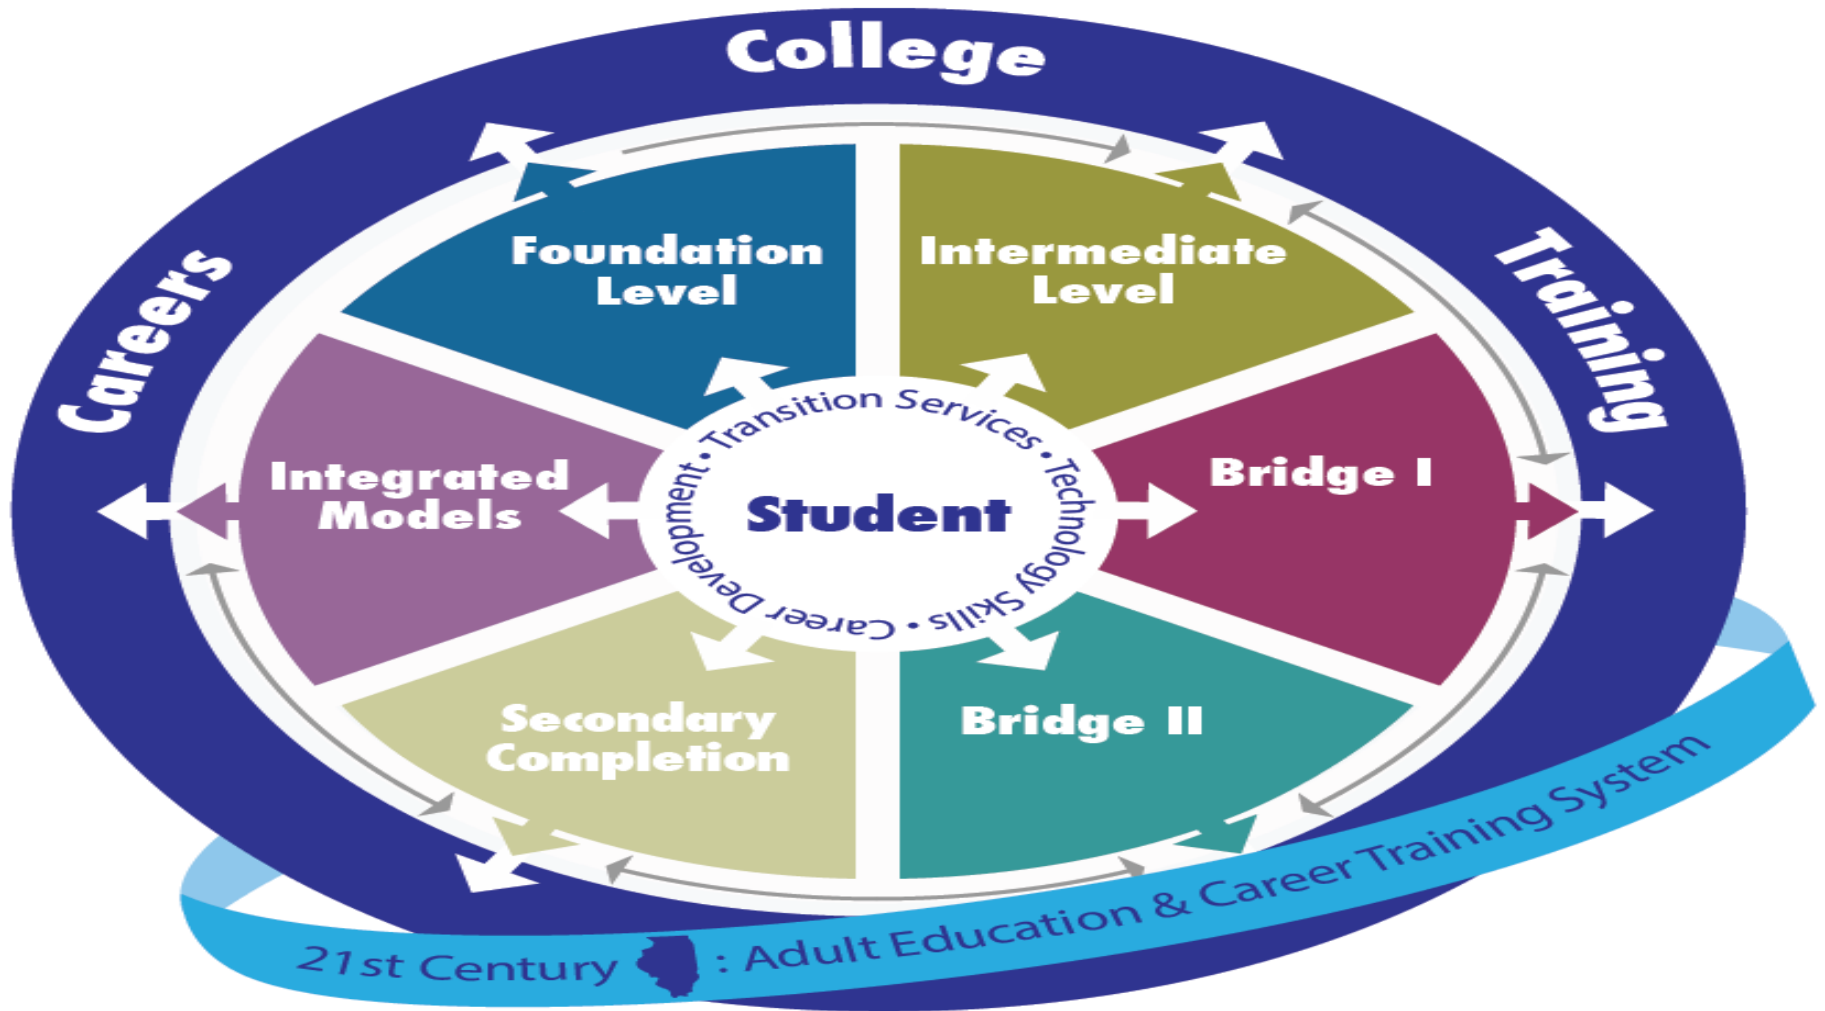 College
Careers
Training
Foundation
Level
Intermediate
Level
Integrated
Models
Bridge I
Transition Services • Technology Skills • Career Development •
Student
Secondary
Completion
Bridge II
21st Century : Adult Education & Career Training System